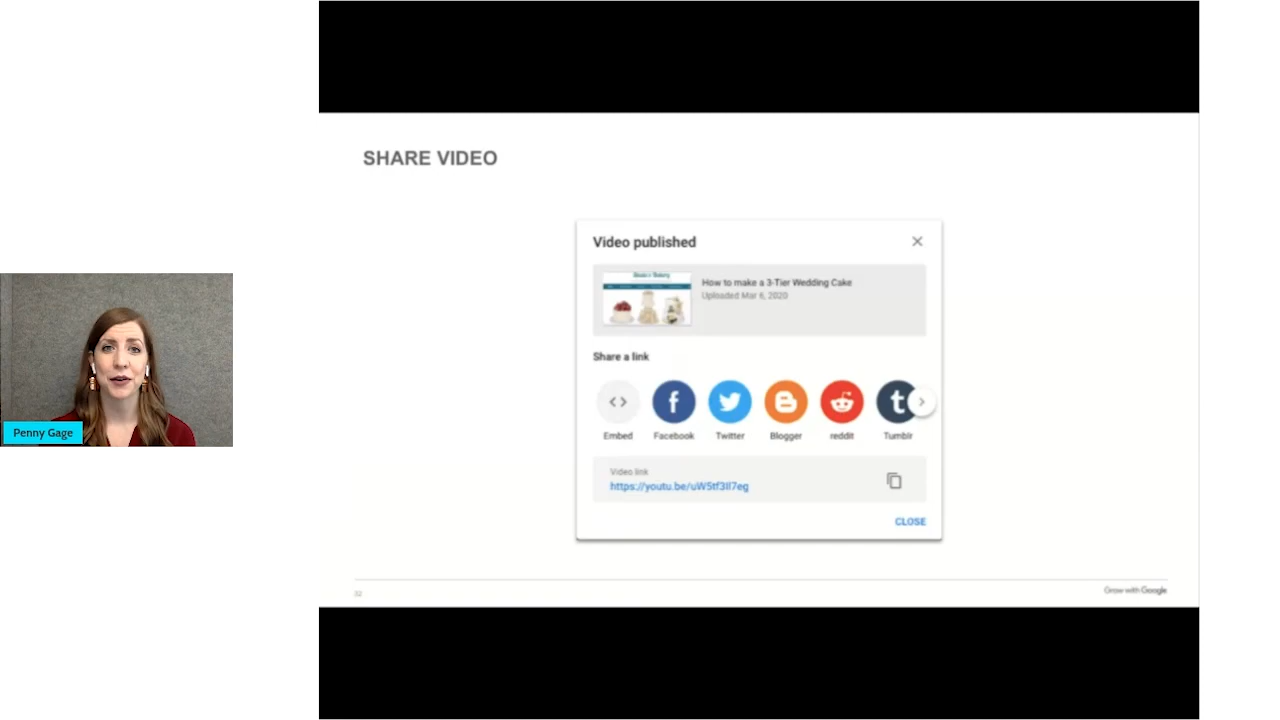 SHARE VIDEO
Video published
How to make a 3-Tier Wedding Cake
Uploaded Mar 6, 2020
Share a link
Embed
Facebook
Twitter
Blogger
reddit
Tumblr
Video link
https://youtu.be/uW5tf3Il7eg
CLOSE
Penny Gage
32
Grow with Google